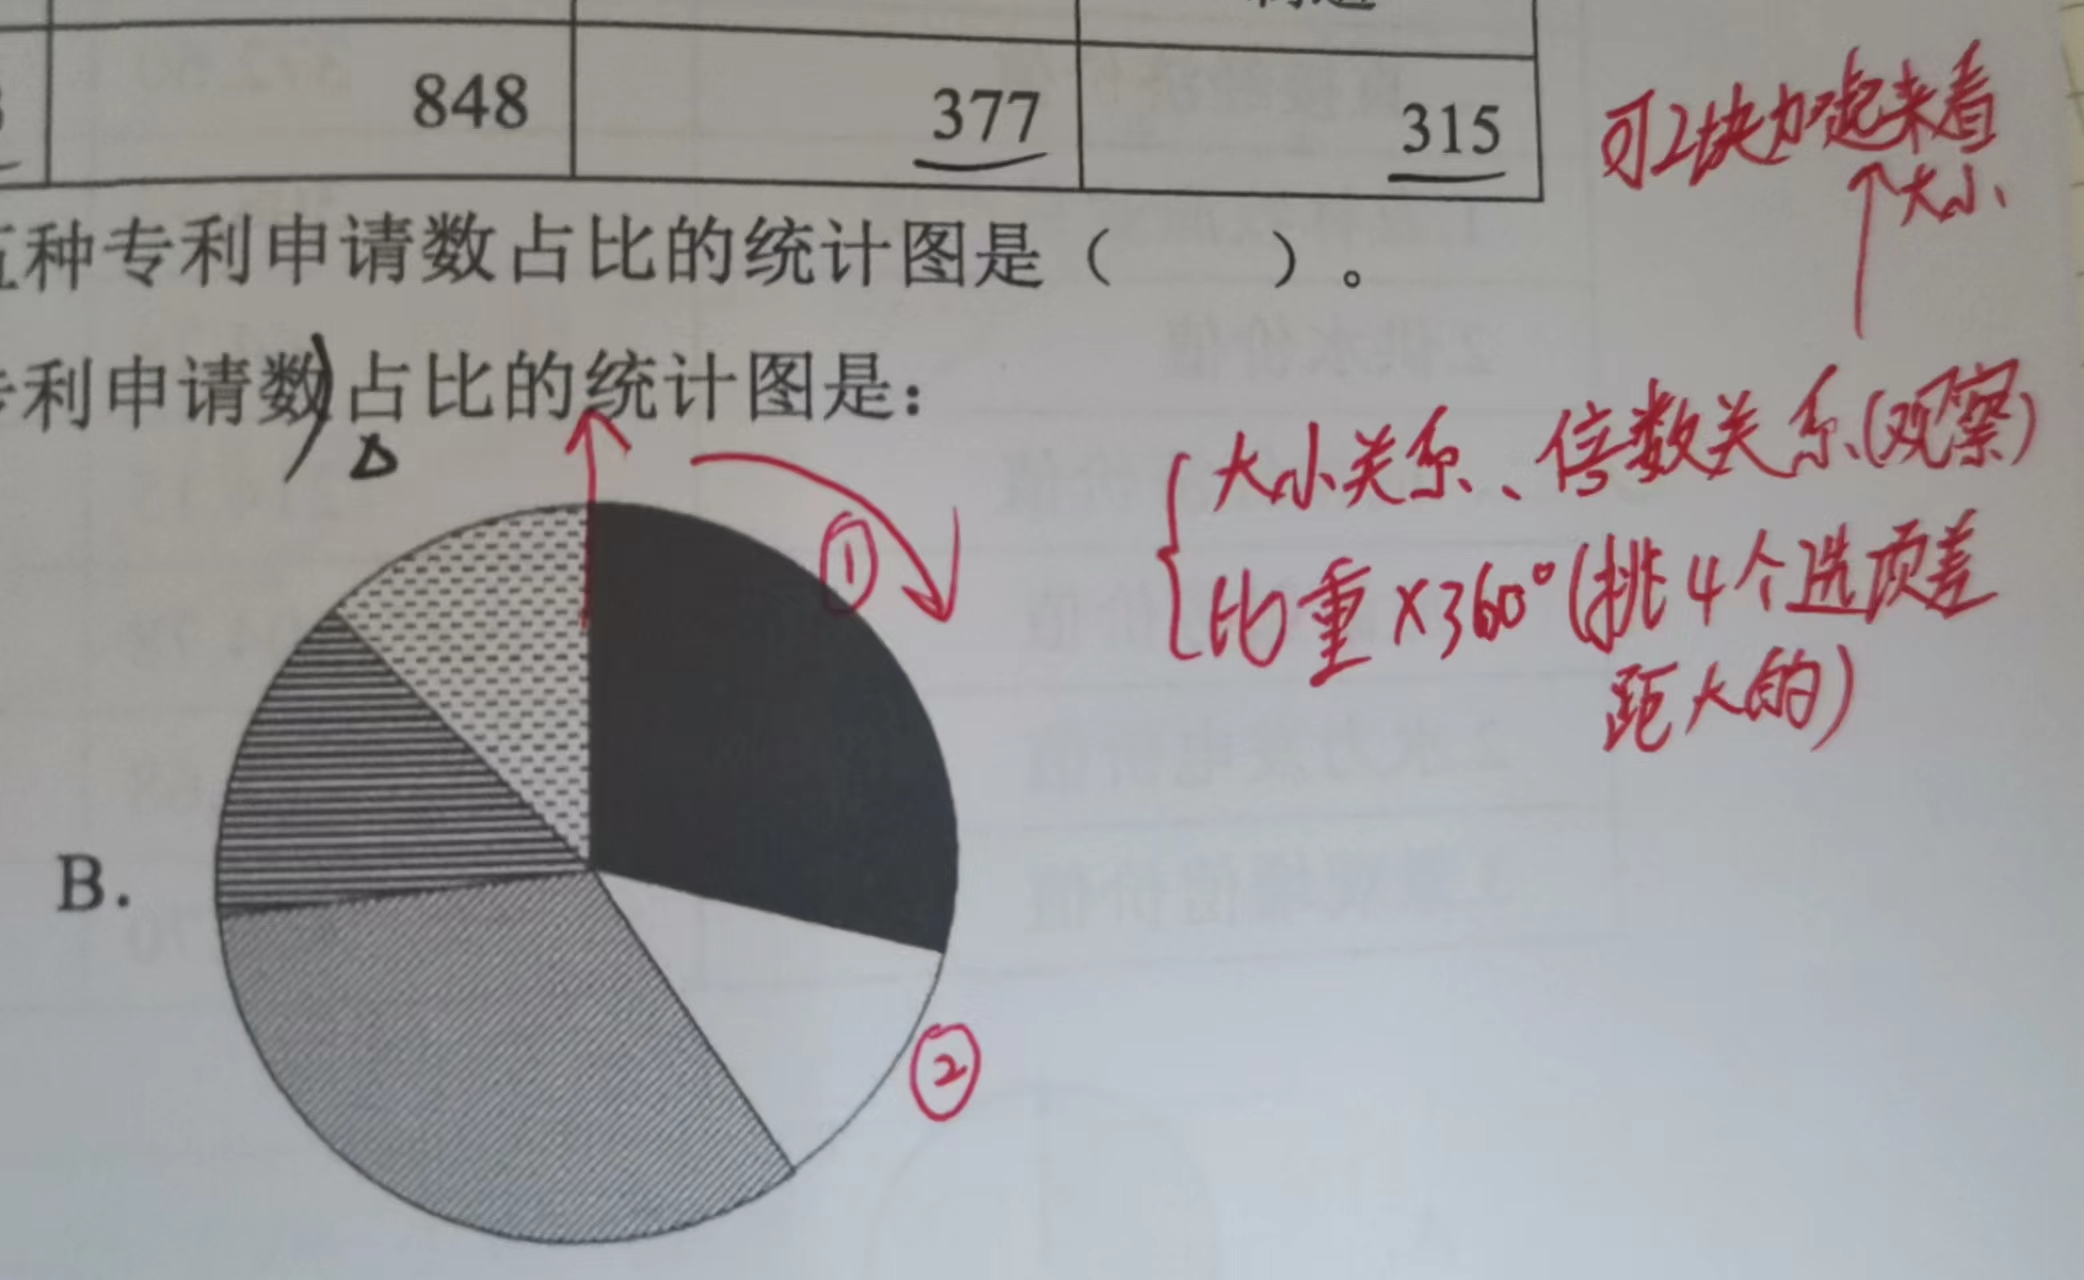 848 377 315
可2块加起来看
大小
五种专利申请数占比的统计图是（ ）。
专利申请数占比的统计图是：
大小关系、倍数关系(观察)
比重×360°(挑4个选项差
距大的)
①
B.
②